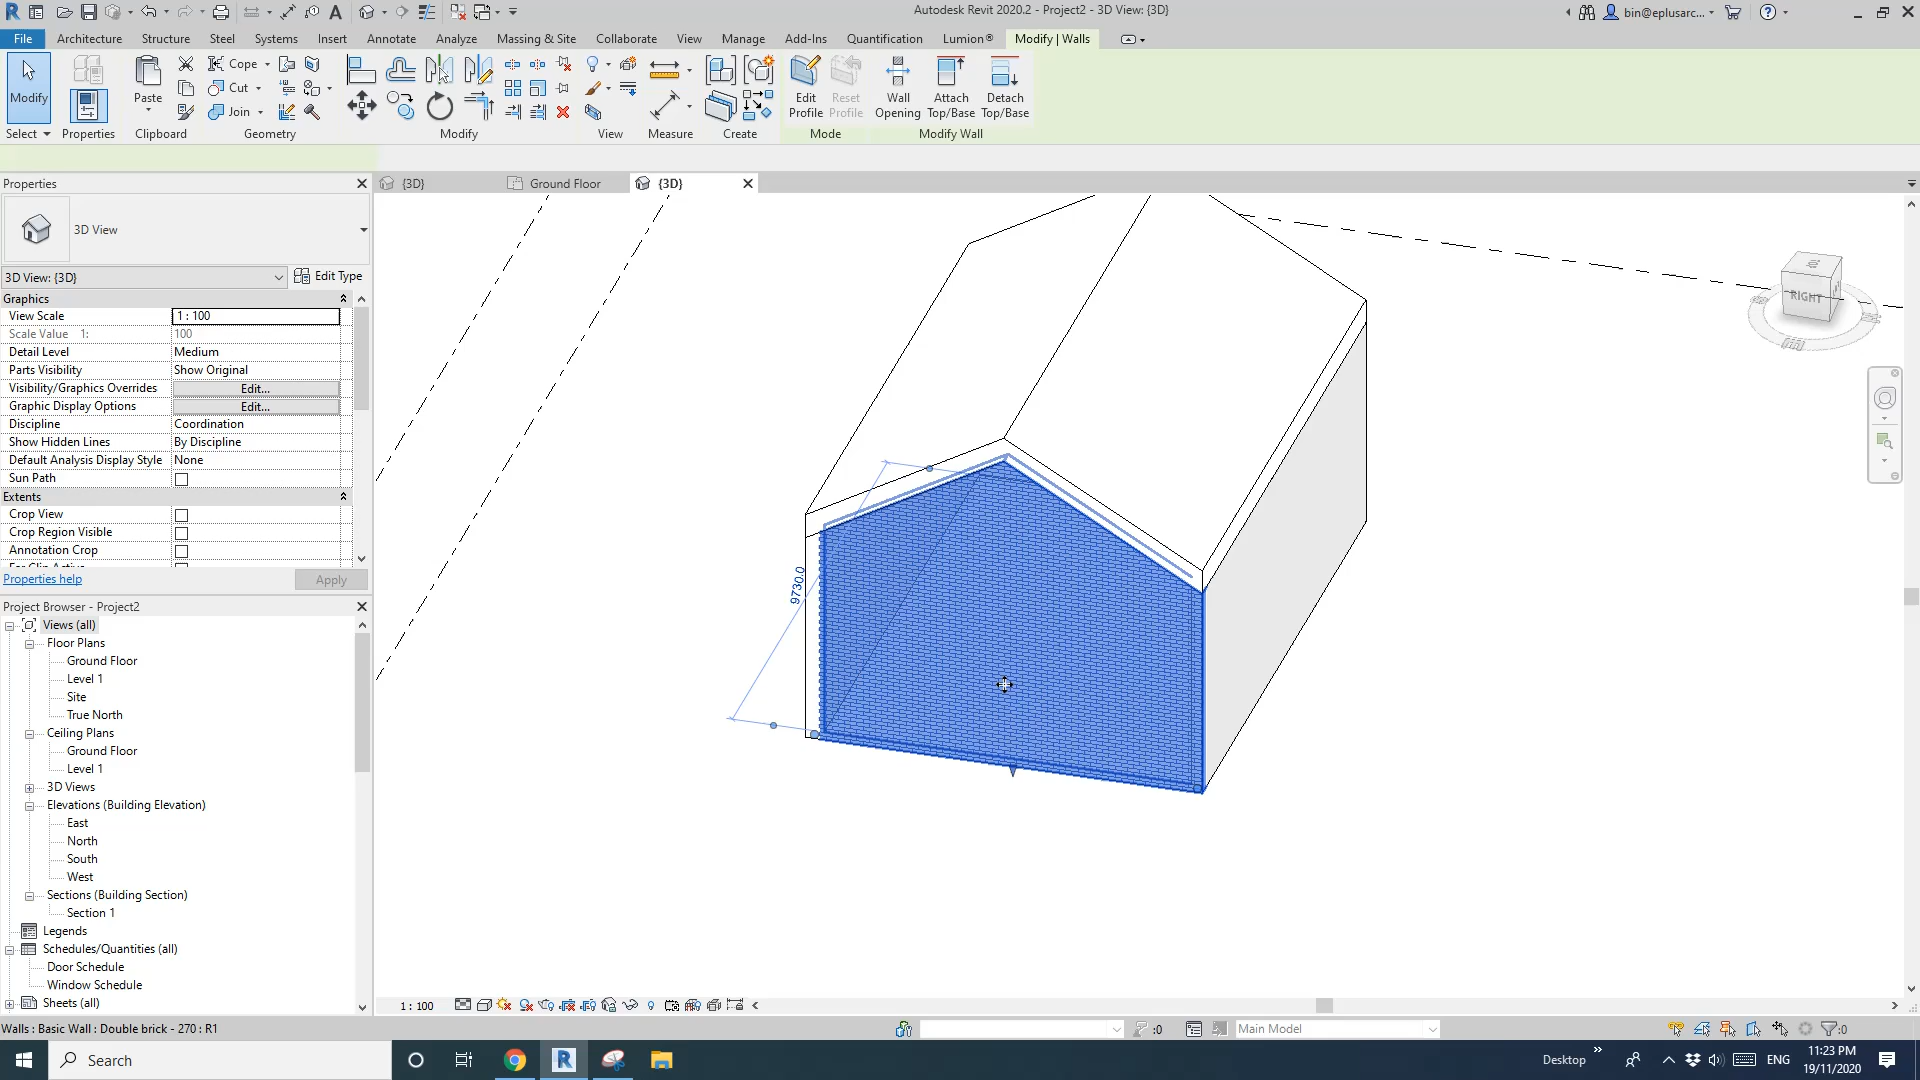 Autodesk Revit 2020.2 - Project2 - 3D View: {3D}
bin@eplusarc...
File
Architecture
Structure
Steel
Systems
Insert
Annotate
Analyze
Massing & Site
Collaborate
View
Manage
Add-Ins
Quantification
Lumion®
Modify | Walls
Modify
Paste
Cope
Cut
Join
Edit Profile
Reset Profile
Wall Opening
Attach Top/Base
Detach Top/Base
Select
Properties
Clipboard
Geometry
Modify
View
Measure
Create
Mode
Modify Wall
Properties
{3D}
Ground Floor
{3D}
3D View
3D View: {3D}
Edit Type
Graphics
View Scale 1 : 100
Scale Value 1: 100
Detail Level Medium
Parts Visibility Show Original
Visibility/Graphics Overrides Edit...
Graphic Display Options Edit...
Discipline Coordination
Show Hidden Lines By Discipline
Default Analysis Display Style None
Sun Path
Extents
Crop View
Crop Region Visible
Annotation Crop
Properties help
Apply
Project Browser - Project2
Views (all)
Floor Plans
Ground Floor
Level 1
Site
True North
Ceiling Plans
Ground Floor
Level 1
3D Views
Elevations (Building Elevation)
East
North
South
West
Sections (Building Section)
Section 1
Legends
Schedules/Quantities (all)
Door Schedule
Window Schedule
Sheets (all)
9730.0
RIGHT
1 : 100
Walls : Basic Wall : Double brick - 270 : R1
:0
Main Model
:0
Search
Desktop
ENG
11:23 PM
19/11/2020